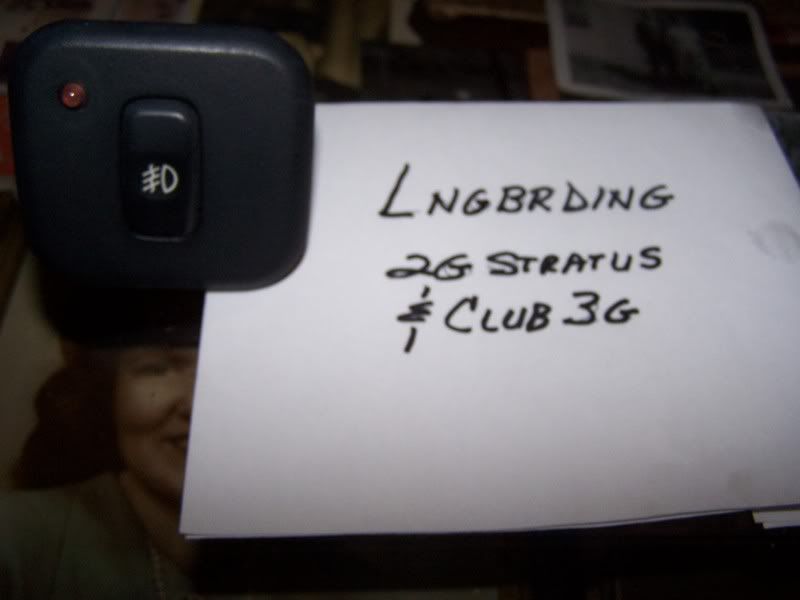 LNGBRDING
2G STRATUS
& CLUB 3G